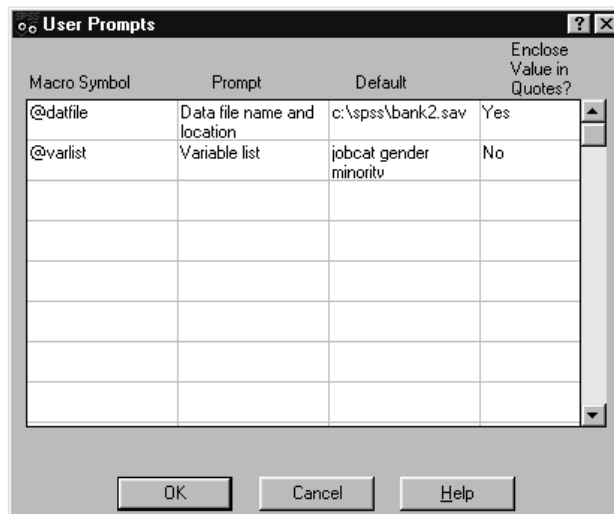 User Prompts
Macro Symbol Prompt Default Enclose Value in Quotes?
@datfile Data file name and location c:\spss\bank2.sav Yes
@varlist Variable list jobcat gender minority No
OK Cancel Help